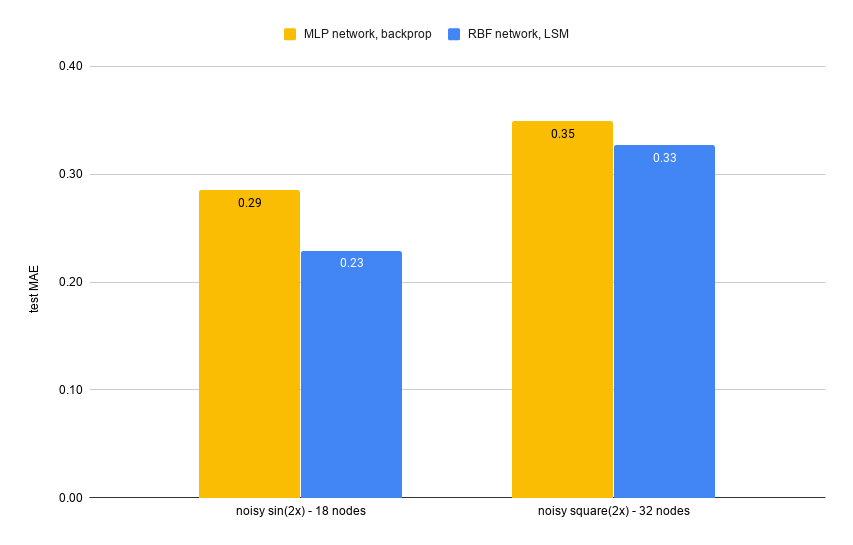 MLP network, backprop
RBF network, LSM
0.40
0.30
0.20
0.10
0.00
test MAE
0.29
0.23
0.35
0.33
noisy sin(2x) - 18 nodes
noisy square(2x) - 32 nodes